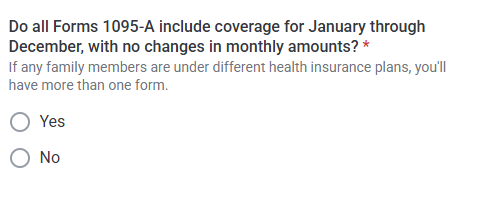 Do all Forms 1095-A include coverage for January through
December, with no changes in monthly amounts? *
If any family members are under different health insurance plans, you'll
have more than one form.
Yes
No